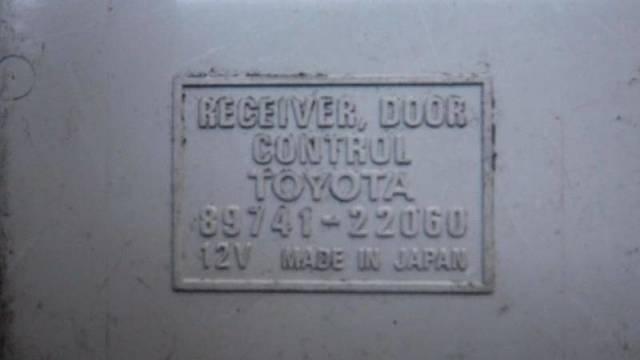 RECEIVER, DOOR
CONTROL
TOYOTA
89741-22060
12V MADE IN JAPAN